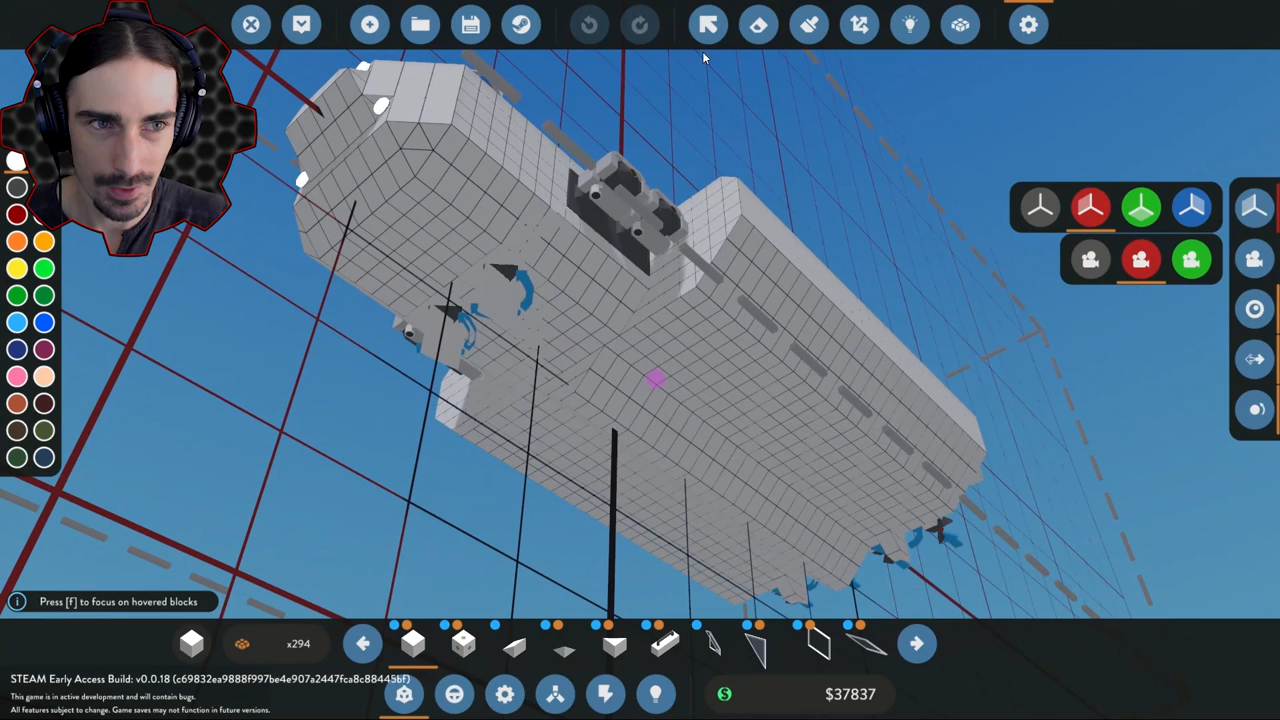 Press [f] to focus on hovered blocks
x294
STEAM Early Access Build: v0.0.18 (c69832ea9888f997be4e907a2447fca8c88445bf)
This game is in active development and will contain bugs.
All features subject to change. Game saves may not function in future versions.
$
$37837